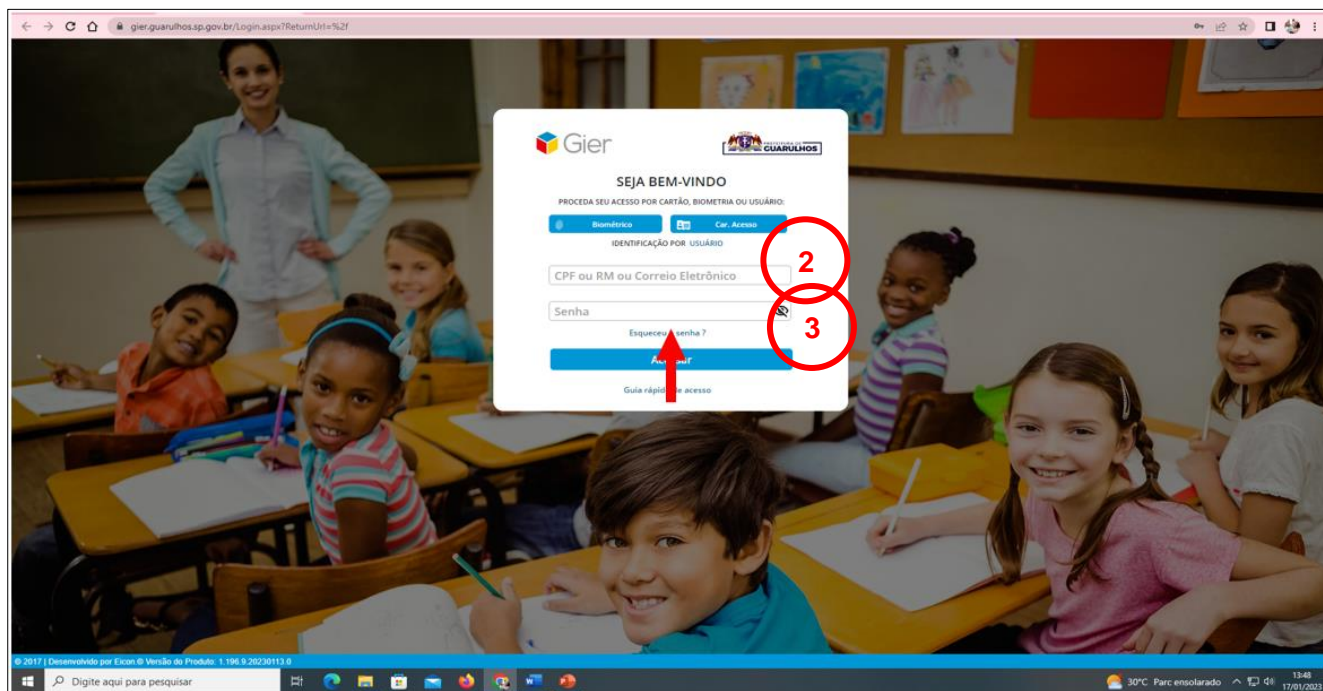 gier.guarulhos.sp.gov.br/Login.aspx?ReturnUrl=%2f
Gier
PREFEITURA DE
GUARULHOS
SEJA BEM-VINDO
PROCEDA SEU ACESSO POR CARTÃO, BIOMETRIA OU USUÁRIO:
Biométrico
Car. Acesso
IDENTIFICAÇÃO POR USUÁRIO
2
CPF ou RM ou Correio Eletrônico
Senha
3
Esqueceu senha ?
Guia rápido de acesso
© 2017 | Desenvolvido por Eicon © Versão do Produto: 1.196.9.20230113.0
Digite aqui para pesquisar
30°C Parc ensolarado
13:48
17/01/2023